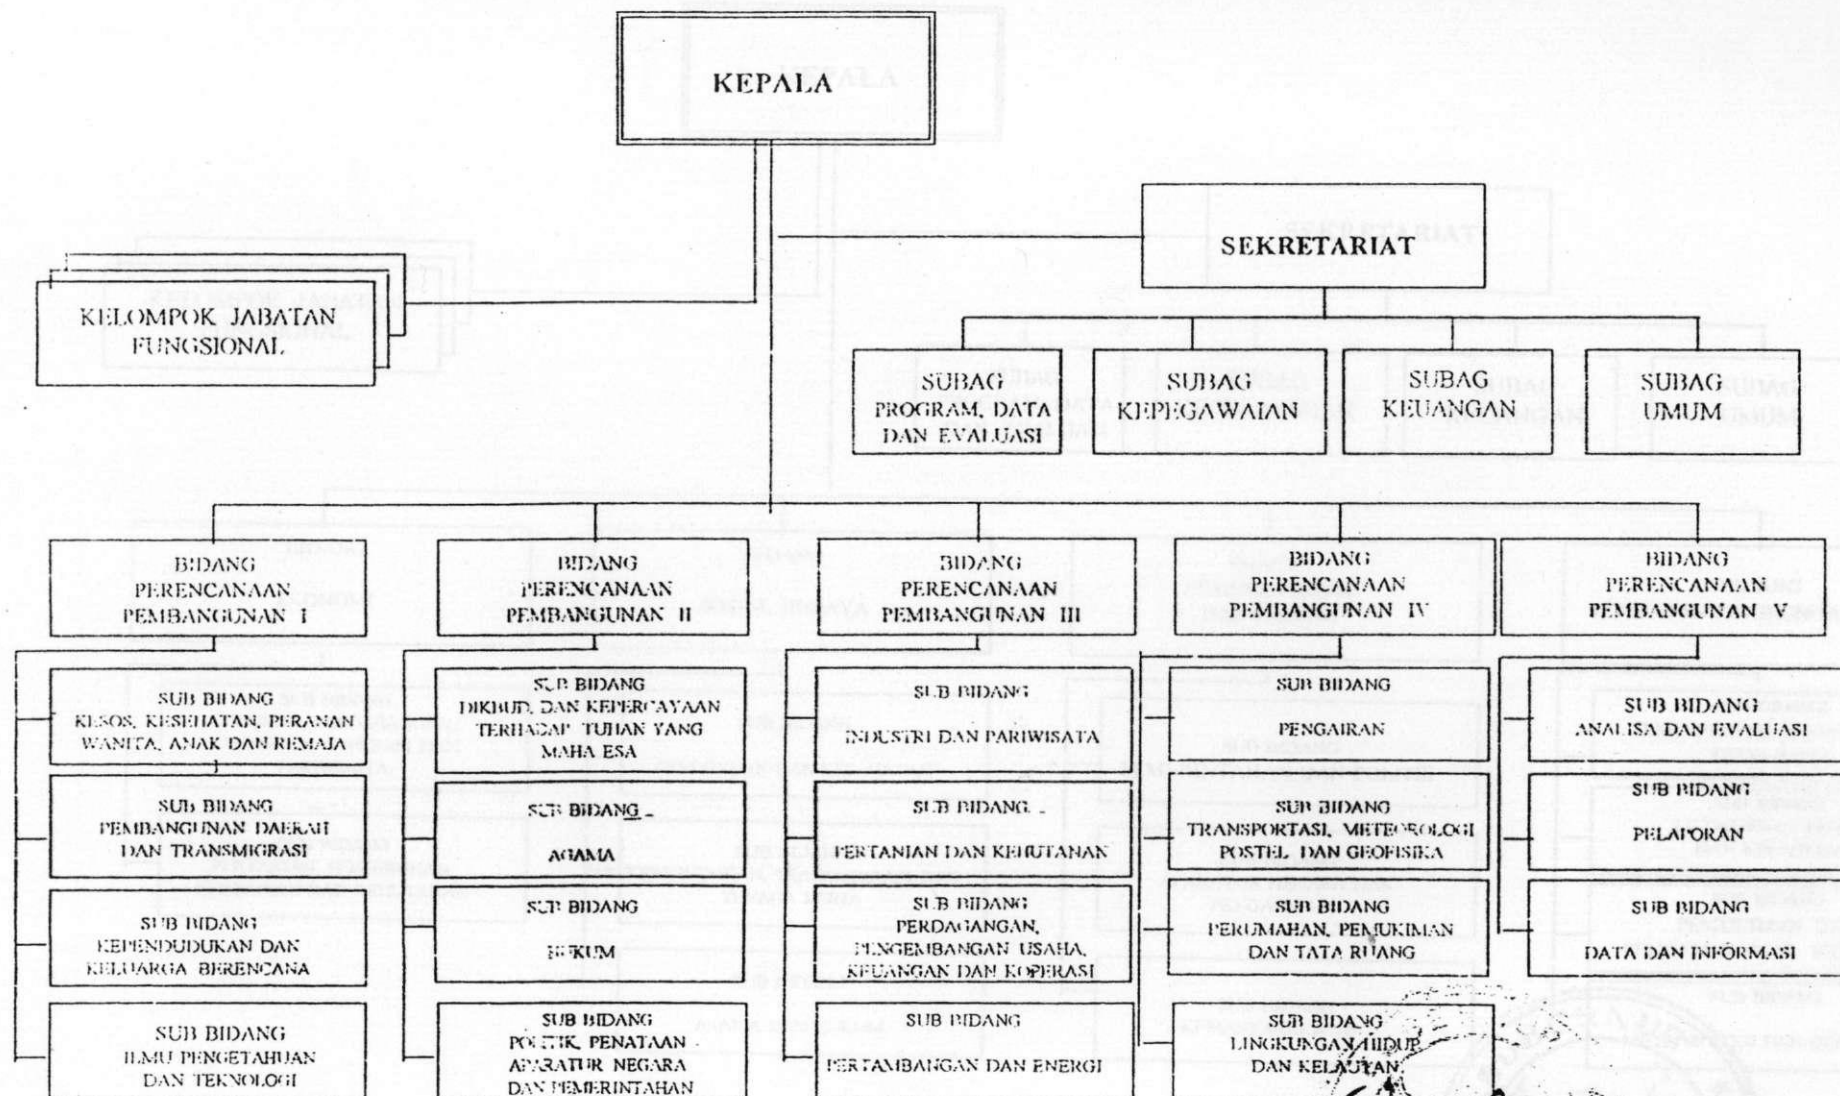 KEPALA
SEKRETARIAT
KELOMPOK JABATAN
FUNGSIONAL
SUBAG
PROGRAM, DATA
DAN EVALUASI
SUBAG
KEPEGAWAIAN
SUBAG
KEUANGAN
SUBAG
UMUM
BIDANG
PERENCANAAN
PEMBANGUNAN I
BIDANG
PERENCANAAN
PEMBANGUNAN II
BIDANG
PERENCANAAN
PEMBANGUNAN III
BIDANG
PERENCANAAN
PEMBANGUNAN IV
BIDANG
PERENCANAAN
PEMBANGUNAN V
SUB BIDANG
KESOS, KESEHATAN, PERANAN
WANITA, ANAK DAN REMAJA
SUB BIDANG
PEMBANGUNAN DAERAH
DAN TRANSMIGRASI
SUB BIDANG
KEPENDUDUKAN DAN
KELUARGA BERENCANA
SUB BIDANG
ILMU PENGETAHUAN
DAN TEKNOLOGI
SUB BIDANG
DIKBUD, DAN KEPERCAYAAN
TERHADAP TUHAN YANG
MAHA ESA
SUB BIDANG
AGAMA
SUB BIDANG
HUKUM
SUB BIDANG
POLITIK, PENATAAN
APARATUR NEGARA
DAN PEMERINTAHAN
SUB BIDANG
INDUSTRI DAN PARIWISATA
SUB BIDANG
PERTANIAN DAN KEHUTANAN
SUB BIDANG
PERDAGANGAN,
PENGEMBANGAN USAHA,
KEUANGAN DAN KOPERASI
SUB BIDANG
PERTAMBANGAN DAN ENERGI
SUB BIDANG
PENGAIRAN
SUB BIDANG
TRANSPORTASI, METEOROLOGI
POSTEL, DAN GEOFISIKA
SUB BIDANG
PERUMAHAN, PEMUKIMAN
DAN TATA RUANG
SUB BIDANG
LINGKUNGAN HIDUP
DAN KELAUTAN
SUB BIDANG
ANALISA DAN EVALUASI
SUB BIDANG
PELAPORAN
SUB BIDANG
DATA DAN INFORMASI